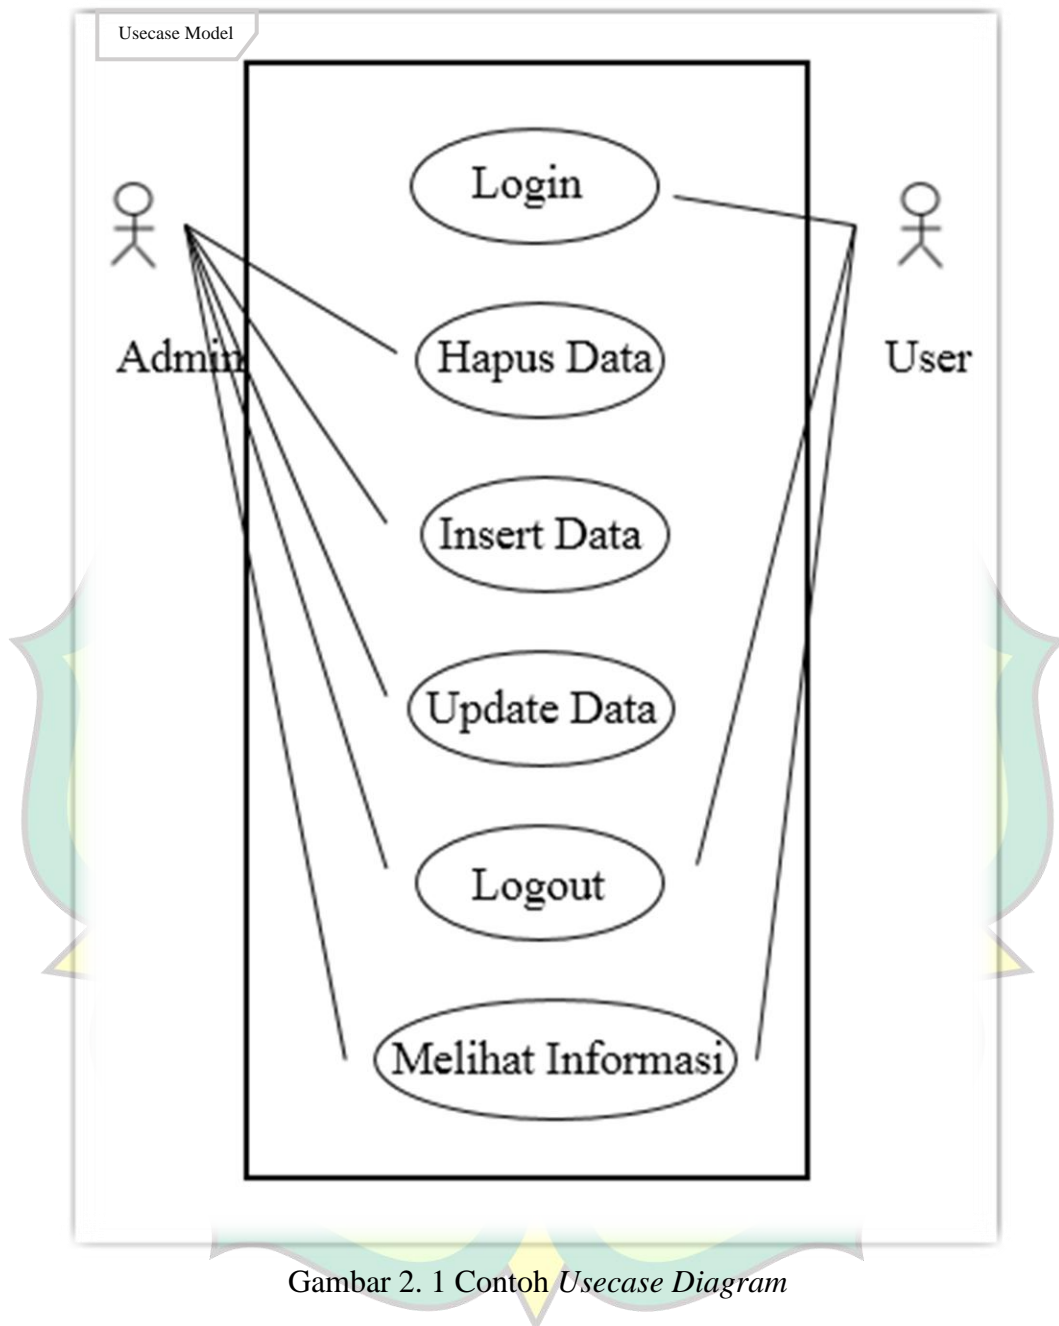 Usecase Model
Login
Admin
Hapus Data
User
Insert Data
Update Data
Logout
Melihat Informasi
Gambar 2. 1 Contoh Usecase Diagram